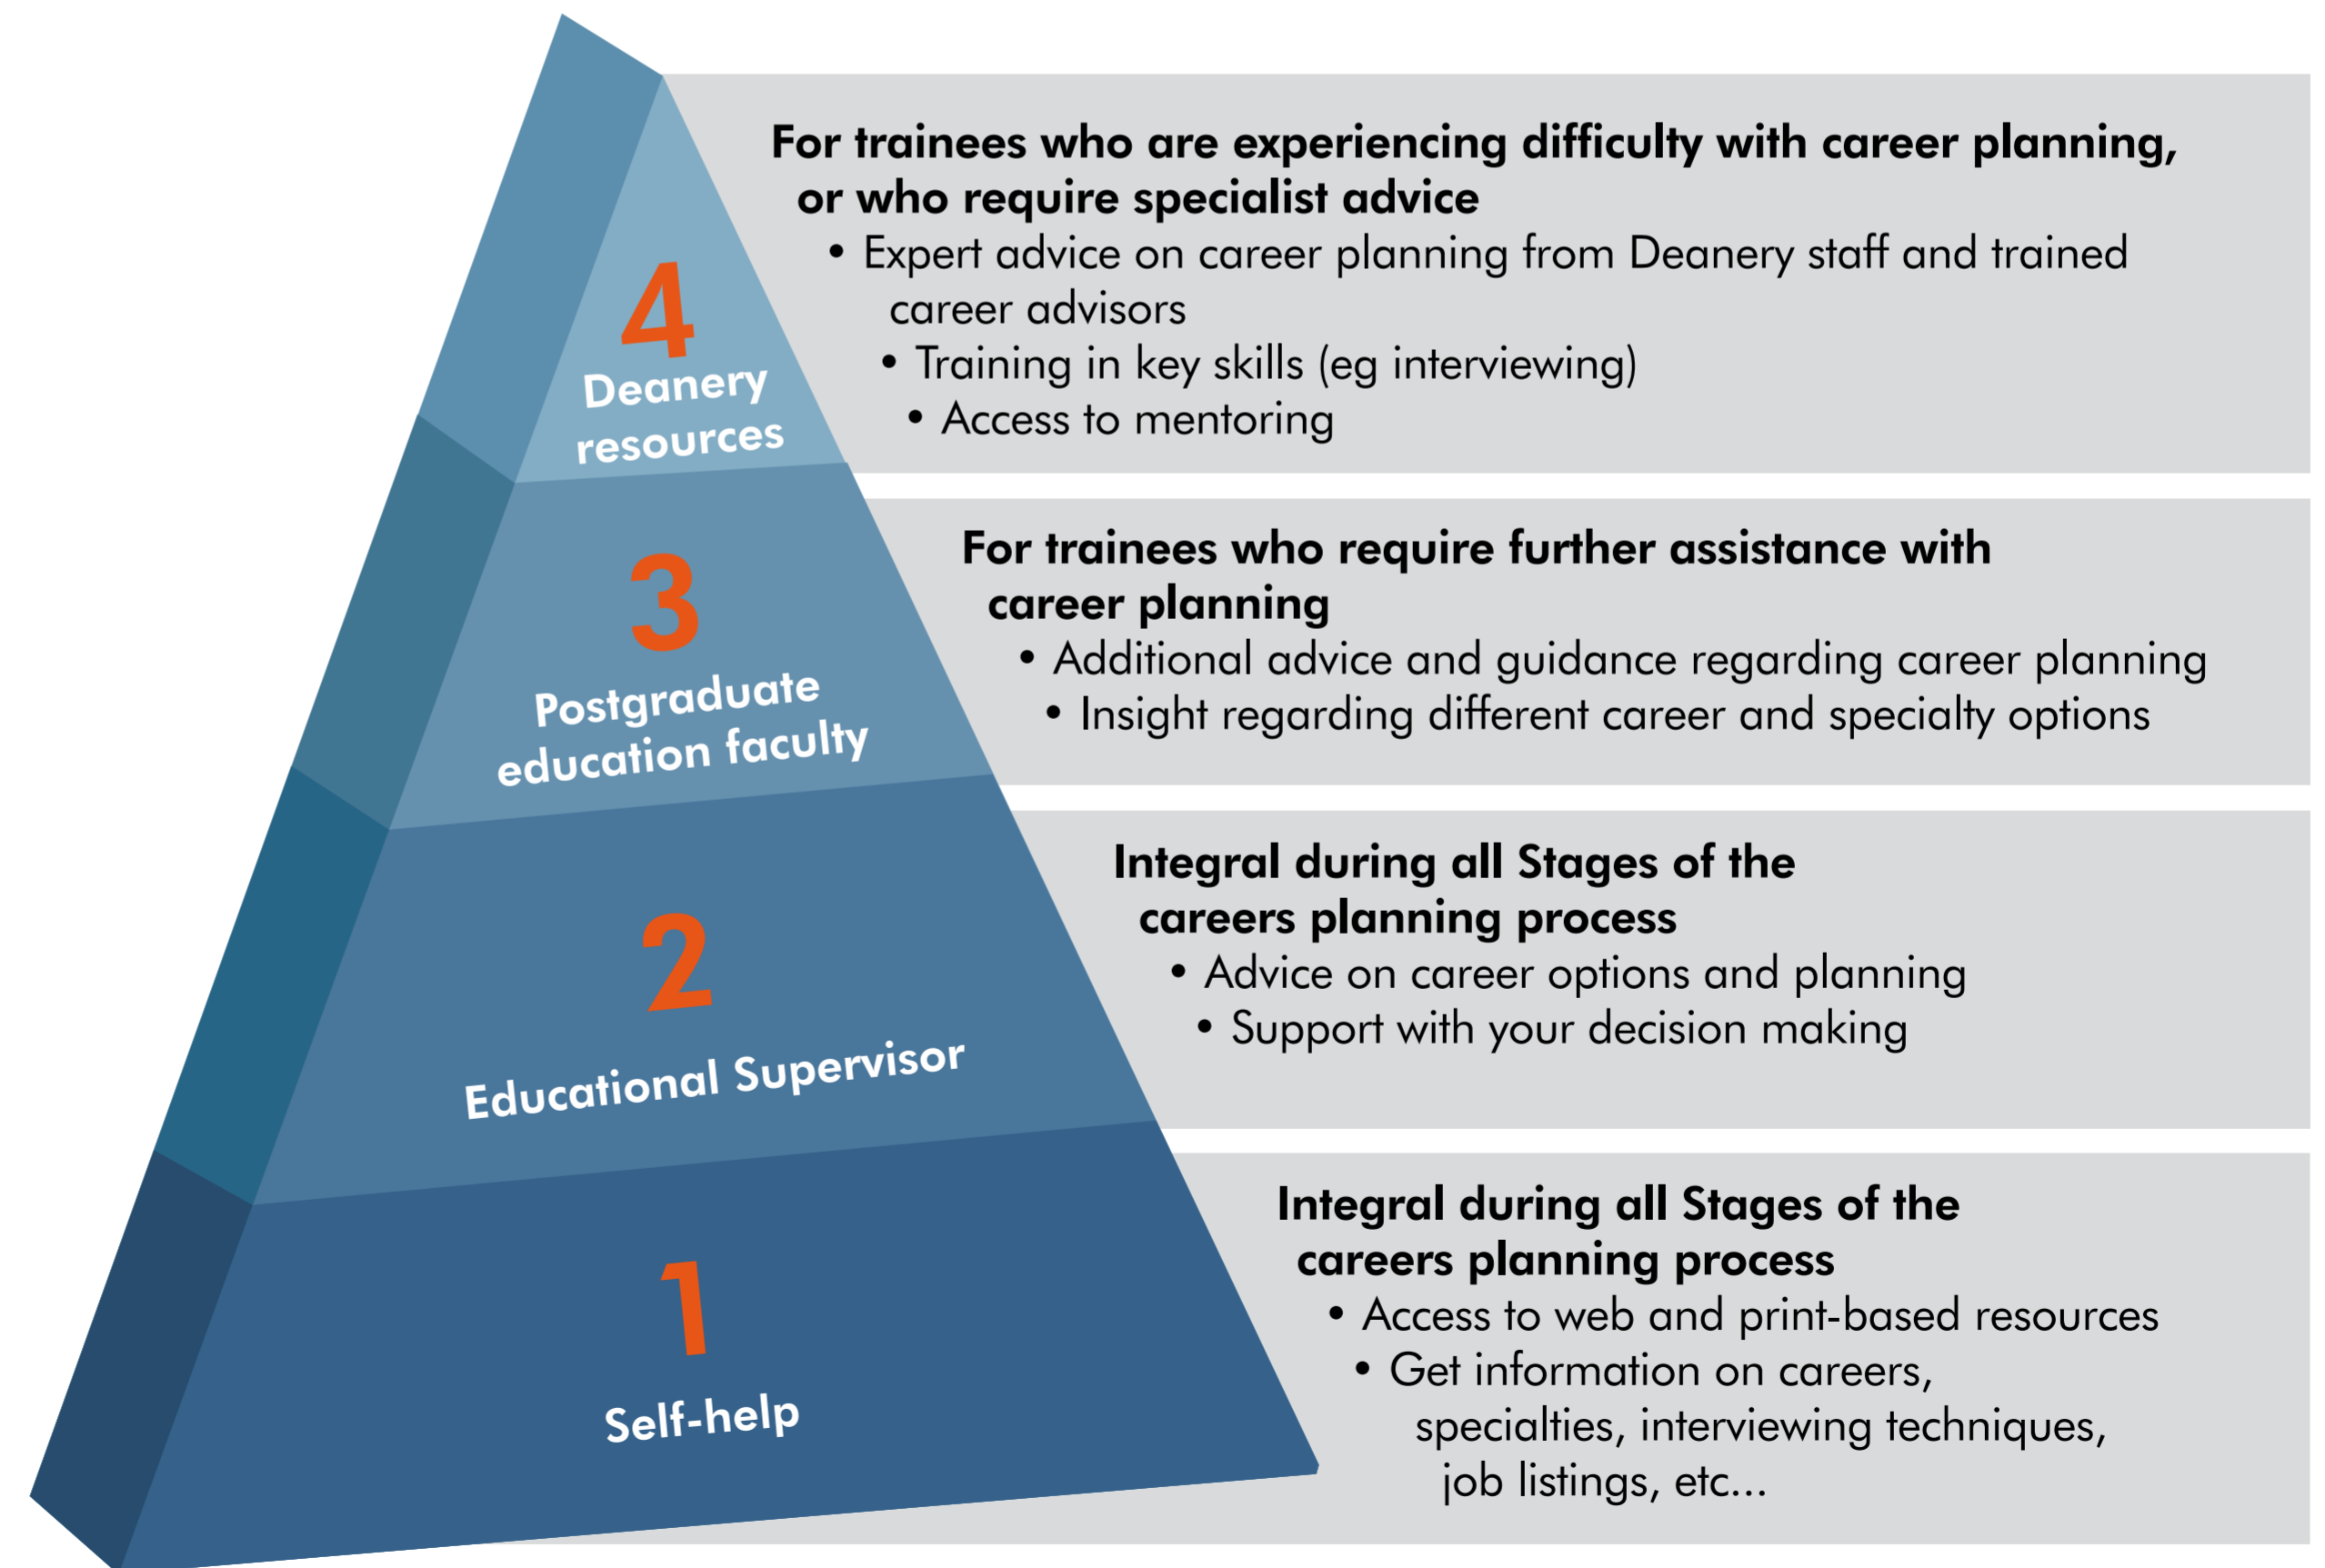 4
Deanery
resources
For trainees who are experiencing difficulty with career planning,
or who require specialist advice
• Expert advice on career planning from Deanery staff and trained
career advisors
• Training in key skills (eg interviewing)
• Access to mentoring
3
Postgraduate
education faculty
For trainees who require further assistance with
career planning
• Additional advice and guidance regarding career planning
• Insight regarding different career and specialty options
2
Educational Supervisor
Integral during all Stages of the
careers planning process
• Advice on career options and planning
• Support with your decision making
1
Self-help
Integral during all Stages of the
careers planning process
• Access to web and print-based resources
• Get information on careers,
specialties, interviewing techniques,
job listings, etc...